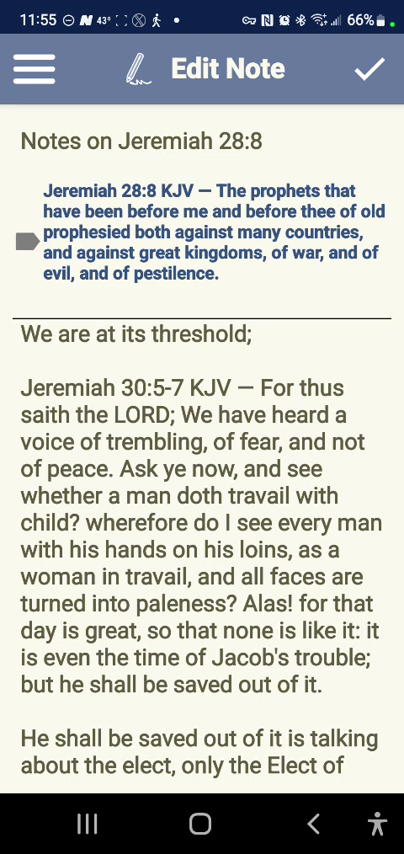 11:55 43° 66%
Edit Note
Notes on Jeremiah 28:8
Jeremiah 28:8 KJV — The prophets that
have been before me and before thee of old
prophesied both against many countries,
and against great kingdoms, of war, and of
evil, and of pestilence.
We are at its threshold;
Jeremiah 30:5-7 KJV — For thus
saith the LORD; We have heard a
voice of trembling, of fear, and not
of peace. Ask ye now, and see
whether a man doth travail with
child? wherefore do I see every man
with his hands on his loins, as a
woman in travail, and all faces are
turned into paleness? Alas! for that
day is great, so that none is like it: it
is even the time of Jacob's trouble;
but he shall be saved out of it.
He shall be saved out of it is talking
about the elect, only the Elect of